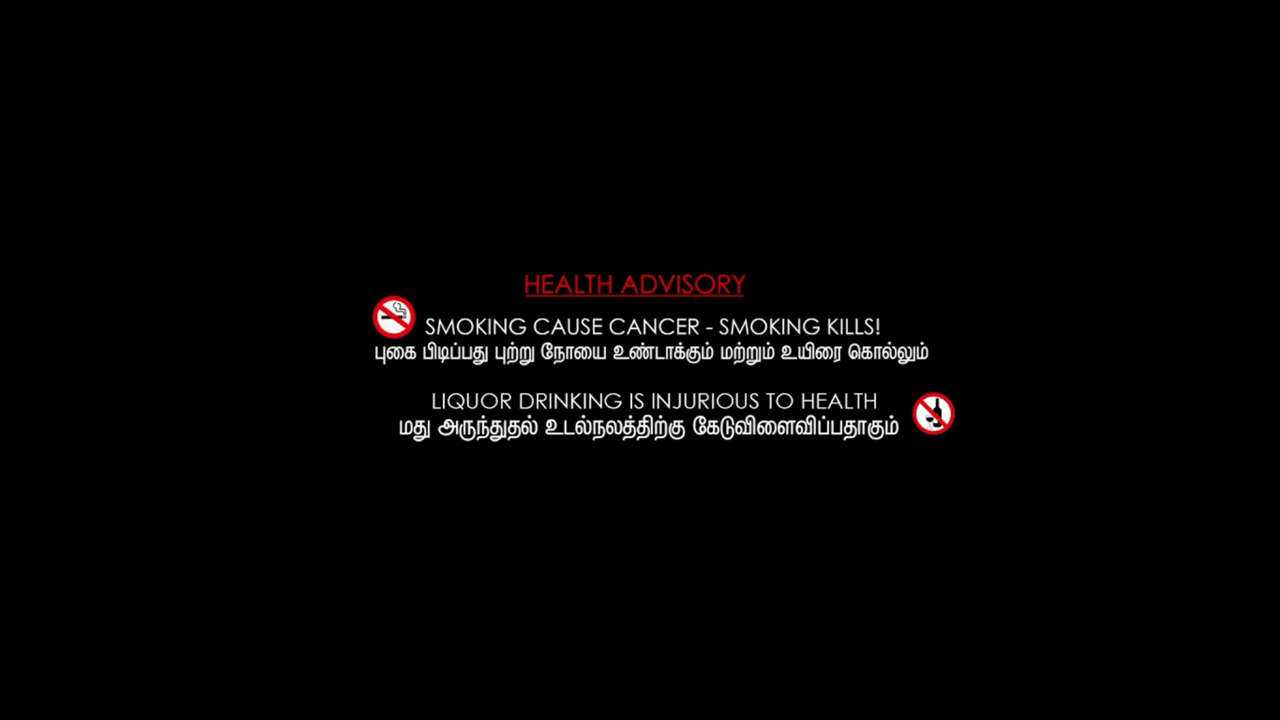 HEALTH ADVISORY
SMOKING CAUSE CANCER - SMOKING KILLS!
புகை பிடிப்பது புற்று நோயை உண்டாக்கும் மற்றும் உயிரை கொல்லும்
LIQUOR DRINKING IS INJURIOUS TO HEALTH
மது அருந்துதல் உடல்நலத்திற்கு கேடுவிளைவிப்பதாகும்